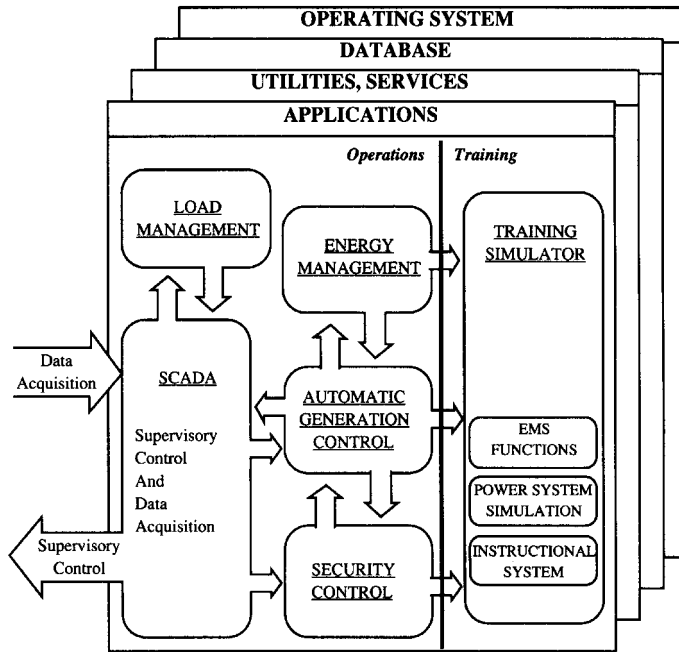 OPERATING SYSTEM
DATABASE
UTILITIES, SERVICES
APPLICATIONS
Operations
Training
LOAD
MANAGEMENT
ENERGY
MANAGEMENT
TRAINING
SIMULATOR
Data
Acquisition
SCADA
Supervisory
Control
And
Data
Acquisition
AUTOMATIC
GENERATION
CONTROL
EMS
FUNCTIONS
POWER SYSTEM
SIMULATION
INSTRUCTIONAL
SYSTEM
Supervisory
Control
SECURITY
CONTROL